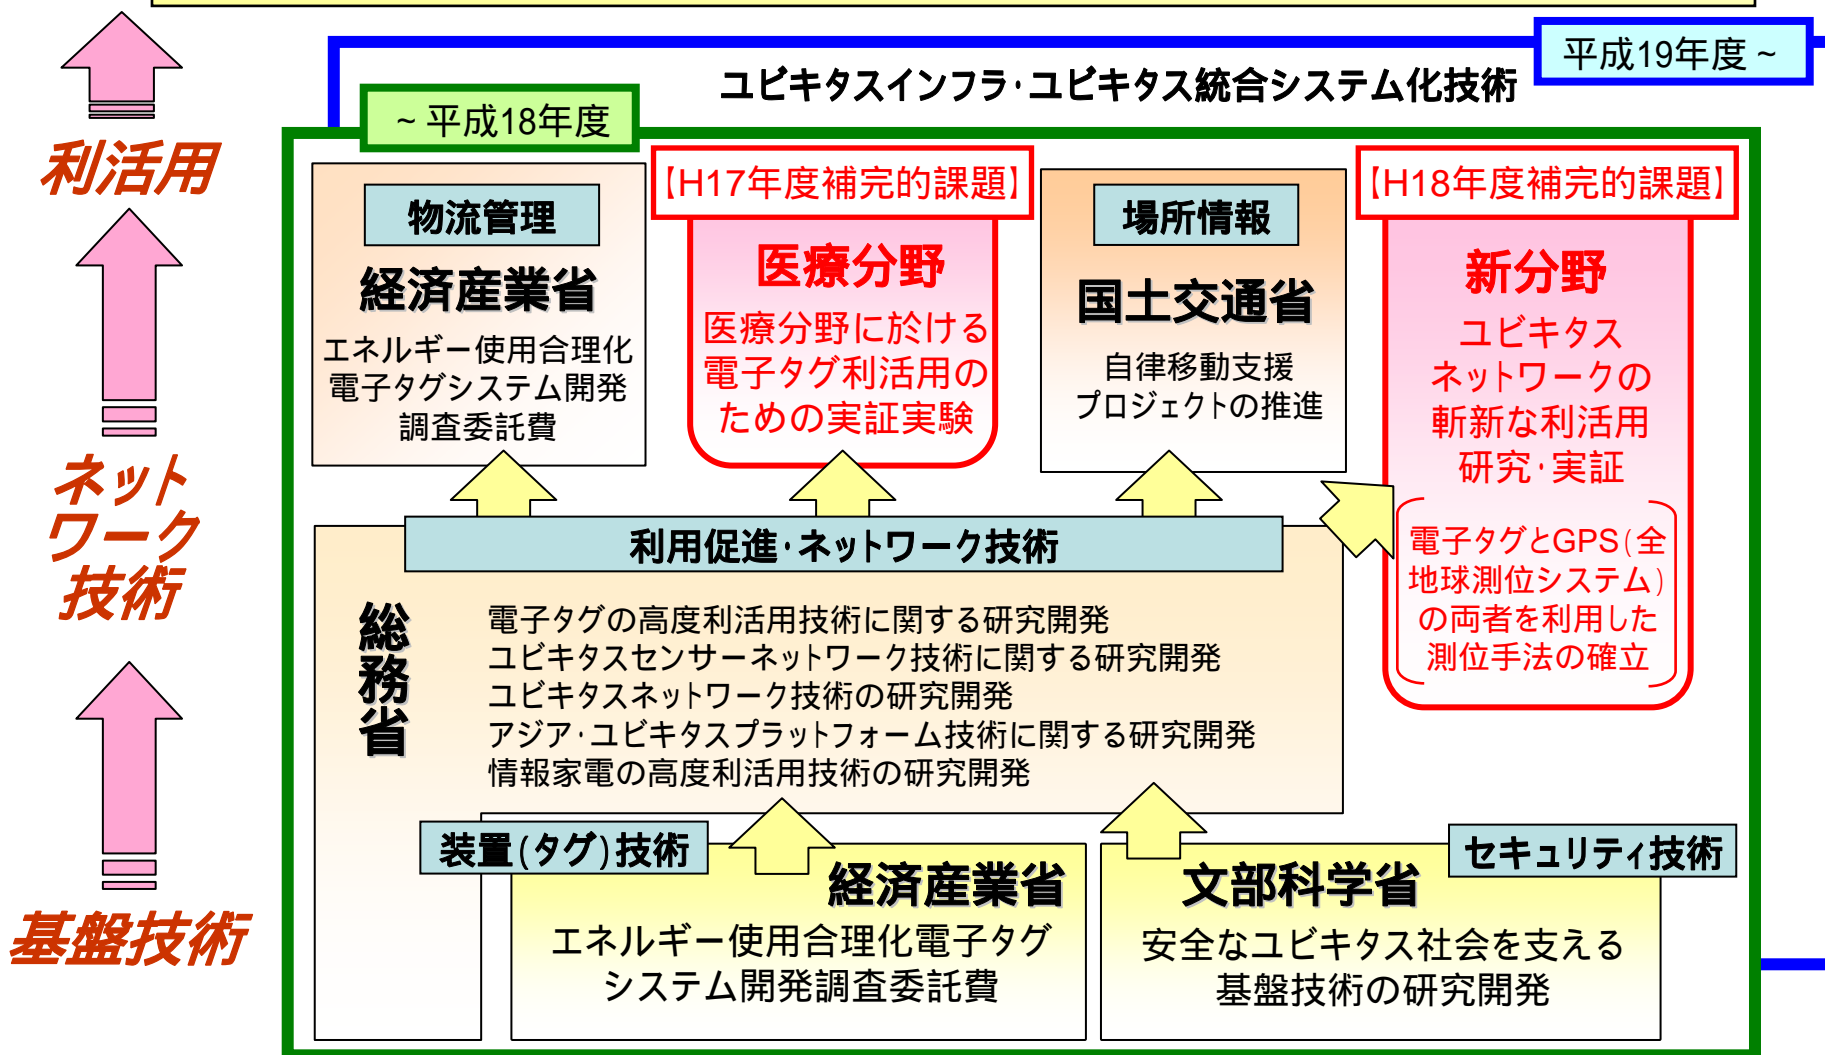 平成19年度～
ユビキタスインフラ・ユビキタス統合システム化技術
～平成18年度
利活用
ネット
ワーク
技術
基盤技術
物流管理
経済産業省
エネルギー使用合理化
電子タグシステム開発
調査委託費
【H17年度補完的課題】
医療分野
医療分野に於ける
電子タグ利活用の
ための実証実験
場所情報
国土交通省
自律移動支援
プロジェクトの推進
【H18年度補完的課題】
新分野
ユビキタス
ネットワークの
斬新な利活用
研究・実証
電子タグとGPS(全
地球測位システム)
の両者を利用した
測位手法の確立
利用促進・ネットワーク技術
総務省
電子タグの高度利活用技術に関する研究開発
ユビキタスセンサーネットワーク技術に関する研究開発
ユビキタスネットワーク技術の研究開発
アジア・ユビキタスプラットフォーム技術に関する研究開発
情報家電の高度利活用技術の研究開発
装置(タグ)技術
経済産業省
エネルギー使用合理化電子タグ
システム開発調査委託費
セキュリティ技術
文部科学省
安全なユビキタス社会を支える
基盤技術の研究開発